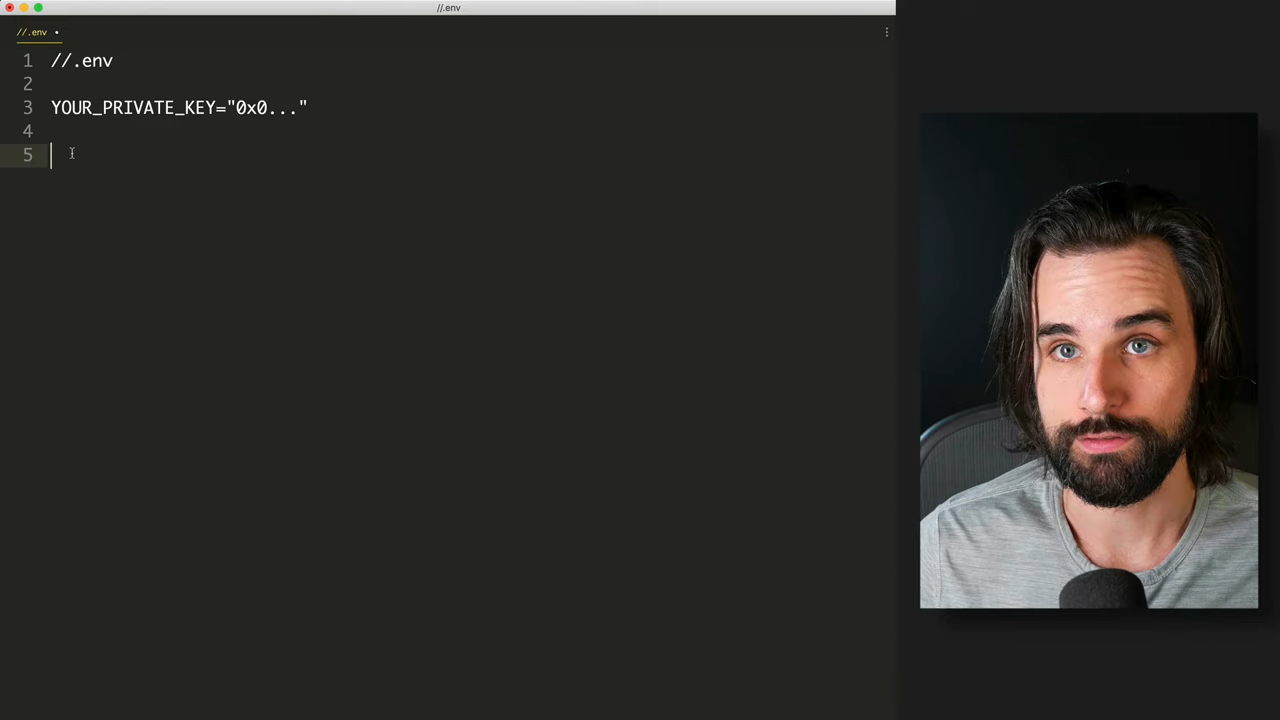 //.env
//.env
1 //.env
2
3 YOUR_PRIVATE_KEY="0x0..."
4
5